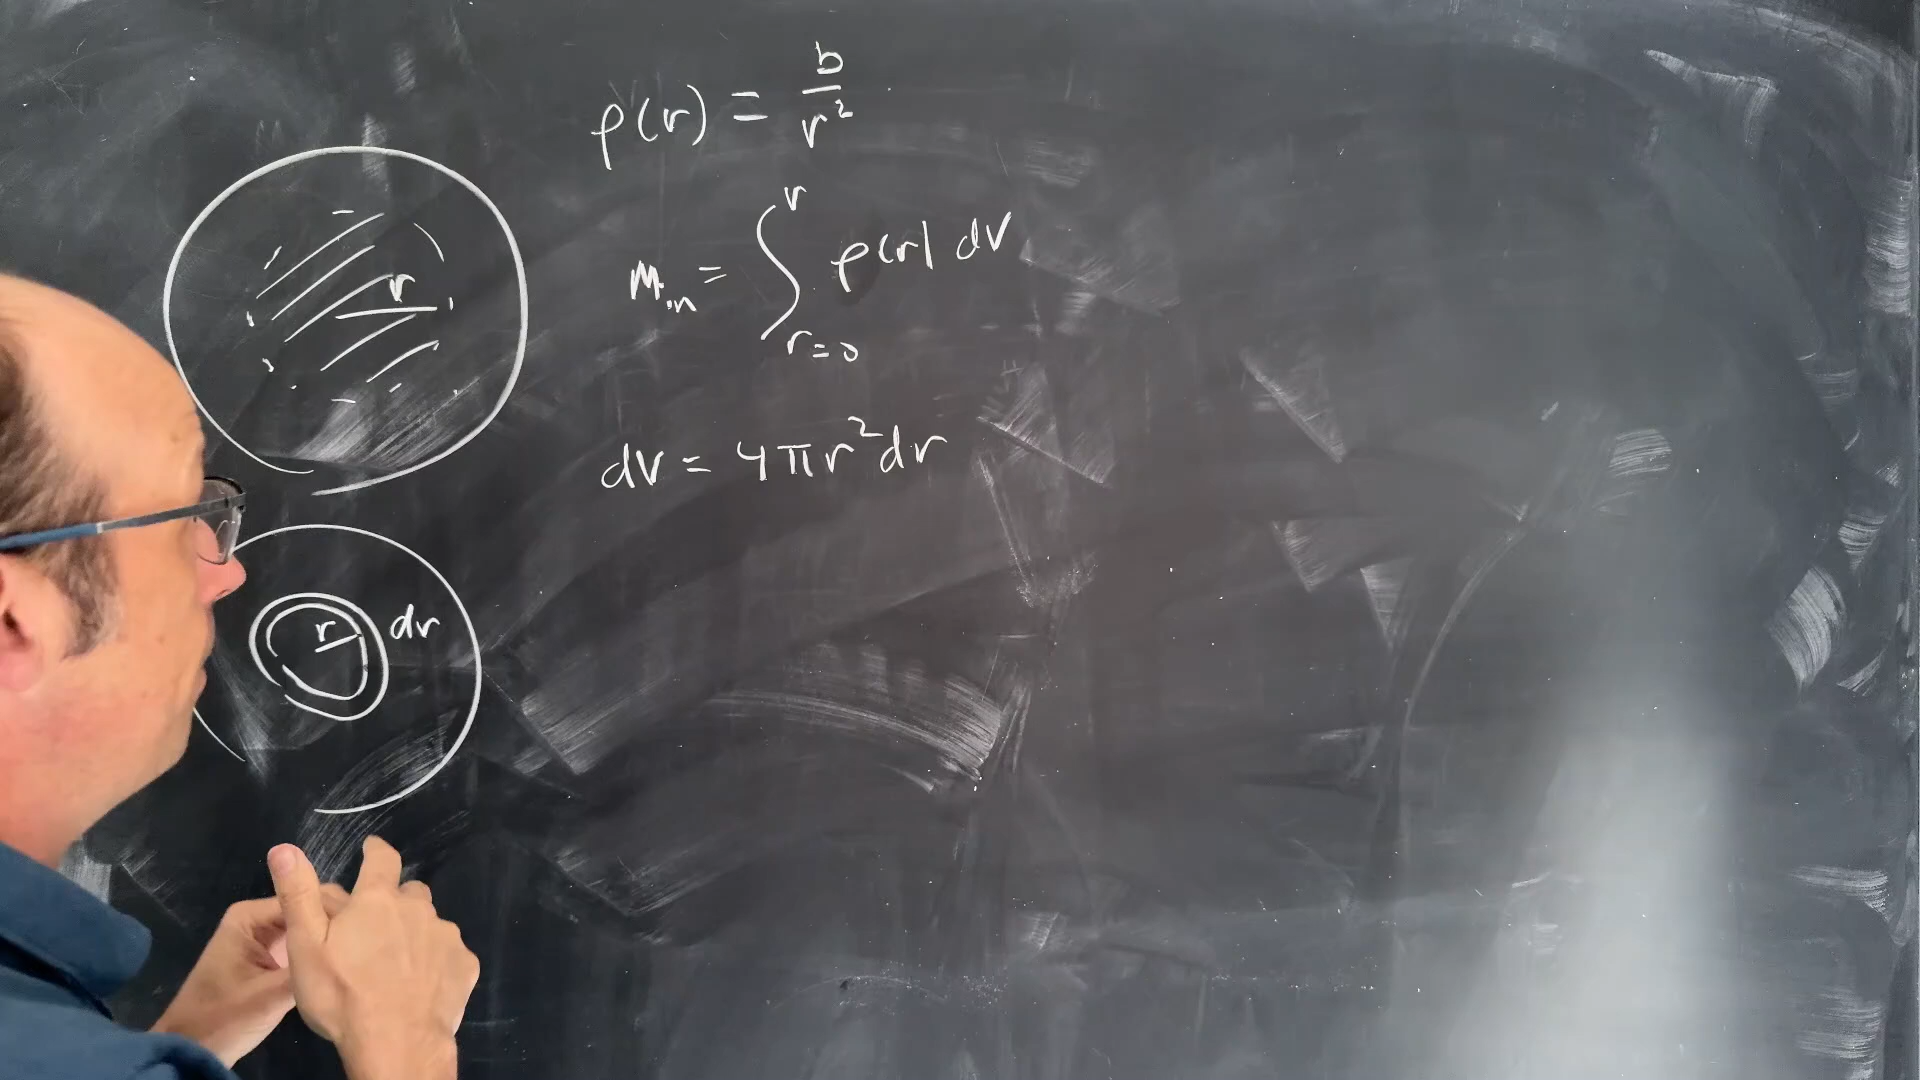 ρ(r) = b/r²
r
M_in = ∫_{r=0}^{r} ρ(r) dV
dV = 4πr²dr
r dr